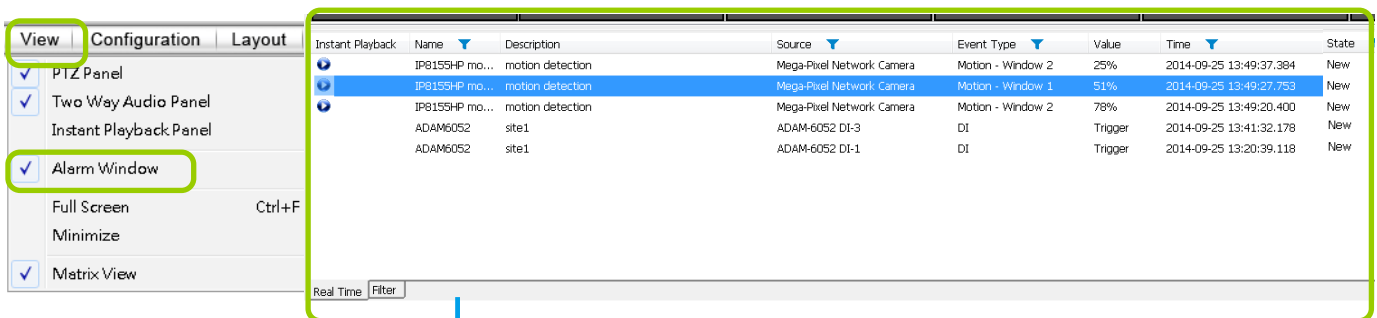 View Configuration Layout
PTZ Panel
Two Way Audio Panel
Instant Playback Panel
Alarm Window
Full Screen Ctrl+F
Minimize
Matrix View
Instant Playback Name Description Source Event Type Value Time State
IP8155HP mo... motion detection Mega-Pixel Network Camera Motion - Window 2 25% 2014-09-25 13:49:37.384 New
IP8155HP mo... motion detection Mega-Pixel Network Camera Motion - Window 1 51% 2014-09-25 13:49:27.753 New
IP8155HP mo... motion detection Mega-Pixel Network Camera Motion - Window 2 78% 2014-09-25 13:49:20.400 New
ADAM6052 site1 ADAM-6052 DI-3 DI Trigger 2014-09-25 13:41:32.178 New
ADAM6052 site1 ADAM-6052 DI-1 DI Trigger 2014-09-25 13:20:39.118 New
Real Time Filter